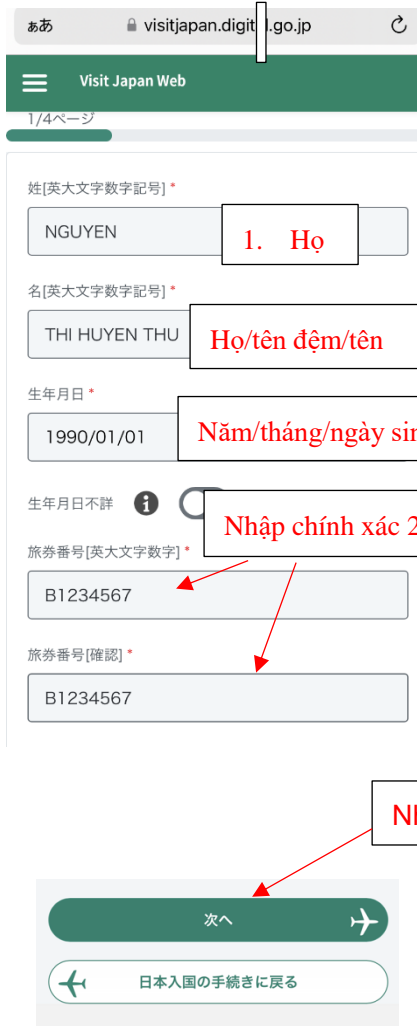 ぁあ visitjapan.digital.go.jp
Visit Japan Web
1/4ページ
姓[英大文字数字記号] *
NGUYEN
1. Họ
名[英大文字数字記号] *
THI HUYEN THU
Họ/tên đệm/tên
生年月日 *
1990/01/01
Năm/tháng/ngày
生年月日不詳
Nhập chính xác 2
旅券番号[英大文字数字] *
B1234567
旅券番号[確認] *
B1234567
次へ
日本入国の手続きに戻る